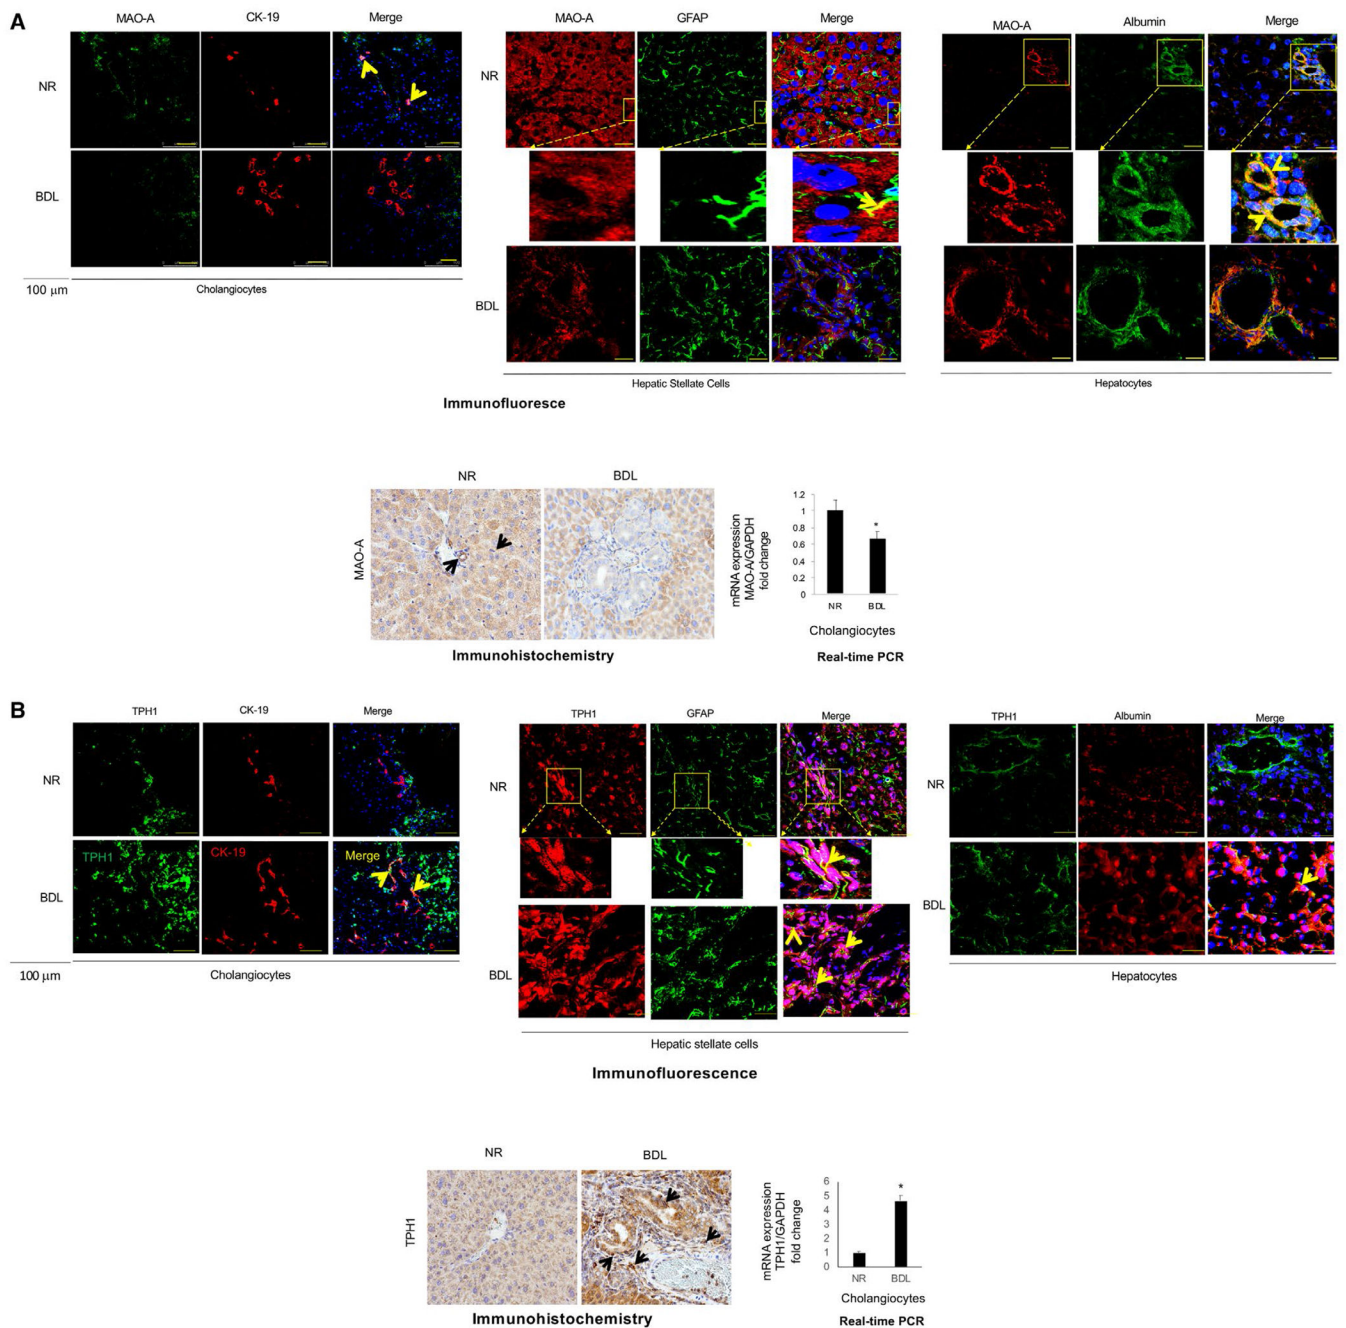 A
MAO-A CK-19 Merge
NR
BDL
100 μm
Cholangiocytes
MAO-A GFAP Merge
NR
BDL
Hepatic Stellate Cells
MAO-A Albumin Merge
NR
BDL
Hepatocytes
Immunofluoresce
NR BDL
MAO-A
Immunohistochemistry
mRNA expression
MAO-A/GAPDH
fold change
1.2
1
0.8
0.6
0.4
0.2
0
*
NR BDL
Cholangiocytes
Real-time PCR
B
TPH1 CK-19 Merge
NR
TPH1 CK-19 Merge
BDL
100 μm
Cholangiocytes
TPH1 GFAP Merge
NR
BDL
Hepatic stellate cells
TPH1 Albumin Merge
NR
BDL
Hepatocytes
Immunofluorescence
NR BDL
TPH1
Immunohistochemistry
mRNA expression
TPH1/GAPDH
fold change
6
5
4
3
2
1
0
*
NR BDL
Cholangiocytes
Real-time PCR